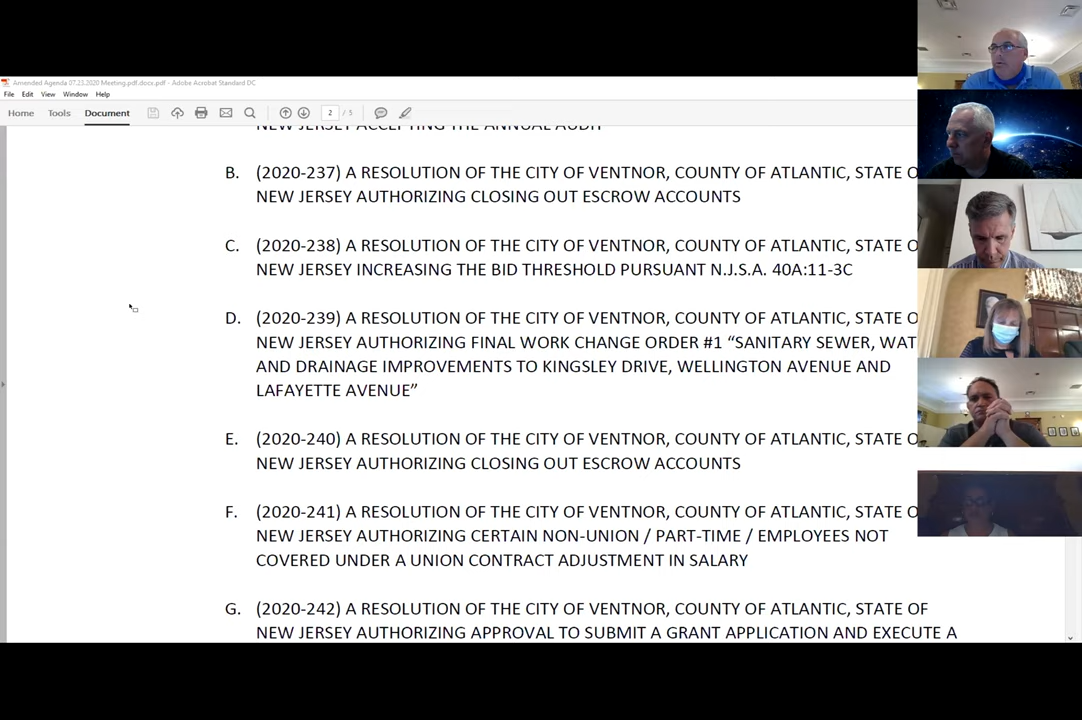 Amended Agenda 07.23.2020 Meeting.pdf.docx.pdf - Adobe Acrobat Standard DC
File Edit View Window Help
Home Tools Document 2 / 5
NEW JERSEY ACCEPTING THE ANNUAL AUDIT
B. (2020-237) A RESOLUTION OF THE CITY OF VENTNOR, COUNTY OF ATLANTIC, STATE O
NEW JERSEY AUTHORIZING CLOSING OUT ESCROW ACCOUNTS
C. (2020-238) A RESOLUTION OF THE CITY OF VENTNOR, COUNTY OF ATLANTIC, STATE O
NEW JERSEY INCREASING THE BID THRESHOLD PURSUANT N.J.S.A. 40A:11-3C
D. (2020-239) A RESOLUTION OF THE CITY OF VENTNOR, COUNTY OF ATLANTIC, STATE O
NEW JERSEY AUTHORIZING FINAL WORK CHANGE ORDER #1 “SANITARY SEWER, WAT
AND DRAINAGE IMPROVEMENTS TO KINGSLEY DRIVE, WELLINGTON AVENUE AND
LAFAYETTE AVENUE”
E. (2020-240) A RESOLUTION OF THE CITY OF VENTNOR, COUNTY OF ATLANTIC, STATE O
NEW JERSEY AUTHORIZING CLOSING OUT ESCROW ACCOUNTS
F. (2020-241) A RESOLUTION OF THE CITY OF VENTNOR, COUNTY OF ATLANTIC, STATE O
NEW JERSEY AUTHORIZING CERTAIN NON-UNION / PART-TIME / EMPLOYEES NOT
COVERED UNDER A UNION CONTRACT ADJUSTMENT IN SALARY
G. (2020-242) A RESOLUTION OF THE CITY OF VENTNOR, COUNTY OF ATLANTIC, STATE OF
NEW JERSEY AUTHORIZING APPROVAL TO SUBMIT A GRANT APPLICATION AND EXECUTE A